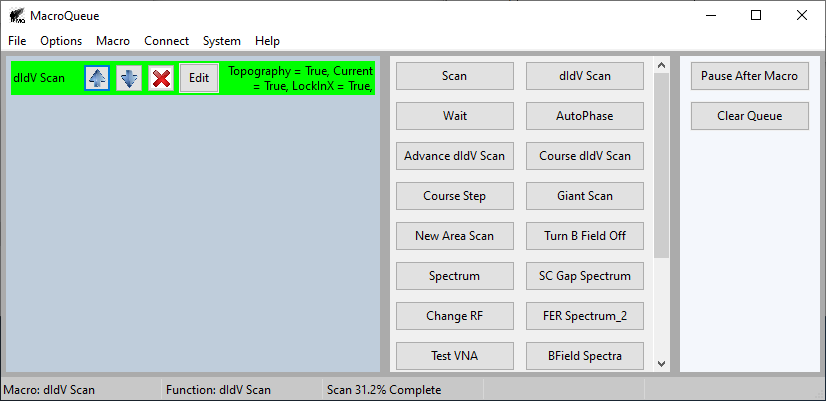 MacroQueue
File Options Macro Connect System Help
dIdV Scan
Edit
Topography = True, Current
= True, LockInX = True,
Scan
dIdV Scan
Wait
AutoPhase
Advance dIdV Scan
Course dIdV Scan
Course Step
Giant Scan
New Area Scan
Turn B Field Off
Spectrum
SC Gap Spectrum
Change RF
FER Spectrum_2
Test VNA
BField Spectra
Pause After Macro
Clear Queue
Macro: dIdV Scan
Function: dIdV Scan
Scan 31.2% Complete